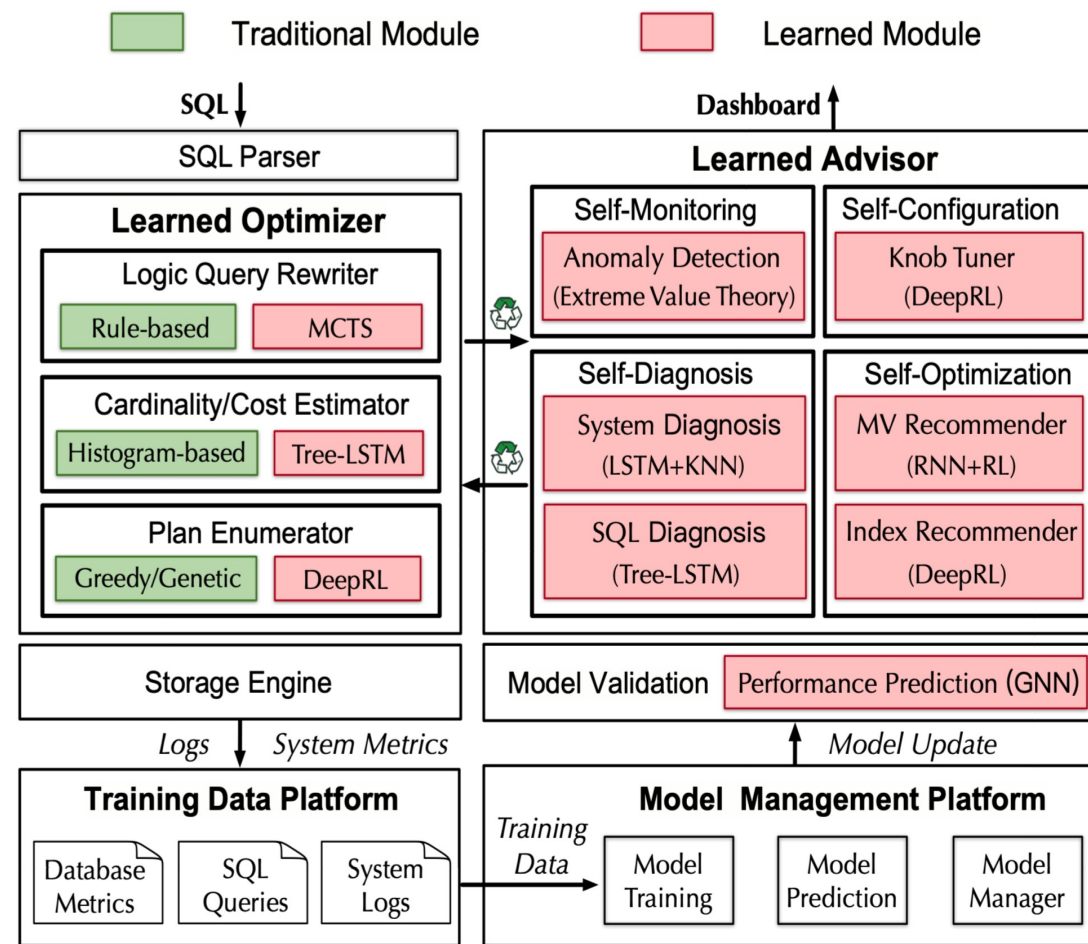 Traditional Module
Learned Module
SQL
SQL Parser
Learned Optimizer
Logic Query Rewriter
Rule-based
MCTS
Cardinality/Cost Estimator
Histogram-based
Tree-LSTM
Plan Enumerator
Greedy/Genetic
DeepRL
Storage Engine
Dashboard
Learned Advisor
Self-Monitoring
Anomaly Detection
(Extreme Value Theory)
Self-Configuration
Knob Tuner
(DeepRL)
Self-Diagnosis
System Diagnosis
(LSTM+KNN)
SQL Diagnosis
(Tree-LSTM)
Self-Optimization
MV Recommender
(RNN+RL)
Index Recommender
(DeepRL)
Model Validation
Performance Prediction (GNN)
Logs
System Metrics
Model Update
Training Data Platform
Database
Metrics
SQL
Queries
System
Logs
Training
Data
Model Management Platform
Model
Training
Model
Prediction
Model
Manager